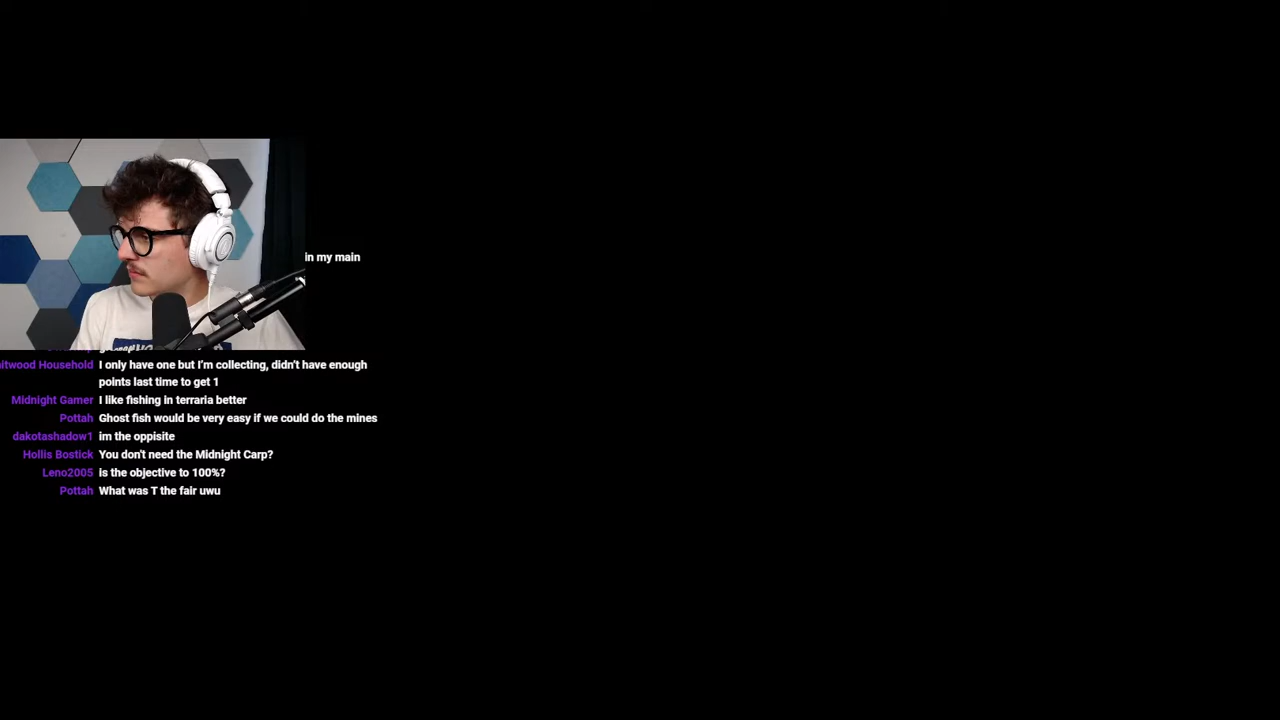 in my main
itwood Household I only have one but I'm collecting, didn't have enough
points last time to get 1
Midnight Gamer I like fishing in terraria better
Pottah Ghost fish would be very easy if we could do the mines
dakotashadow1 im the oppisite
Hollis Bostick You don't need the Midnight Carp?
Leno2005 is the objective to 100%?
Pottah What was T the fair uwu